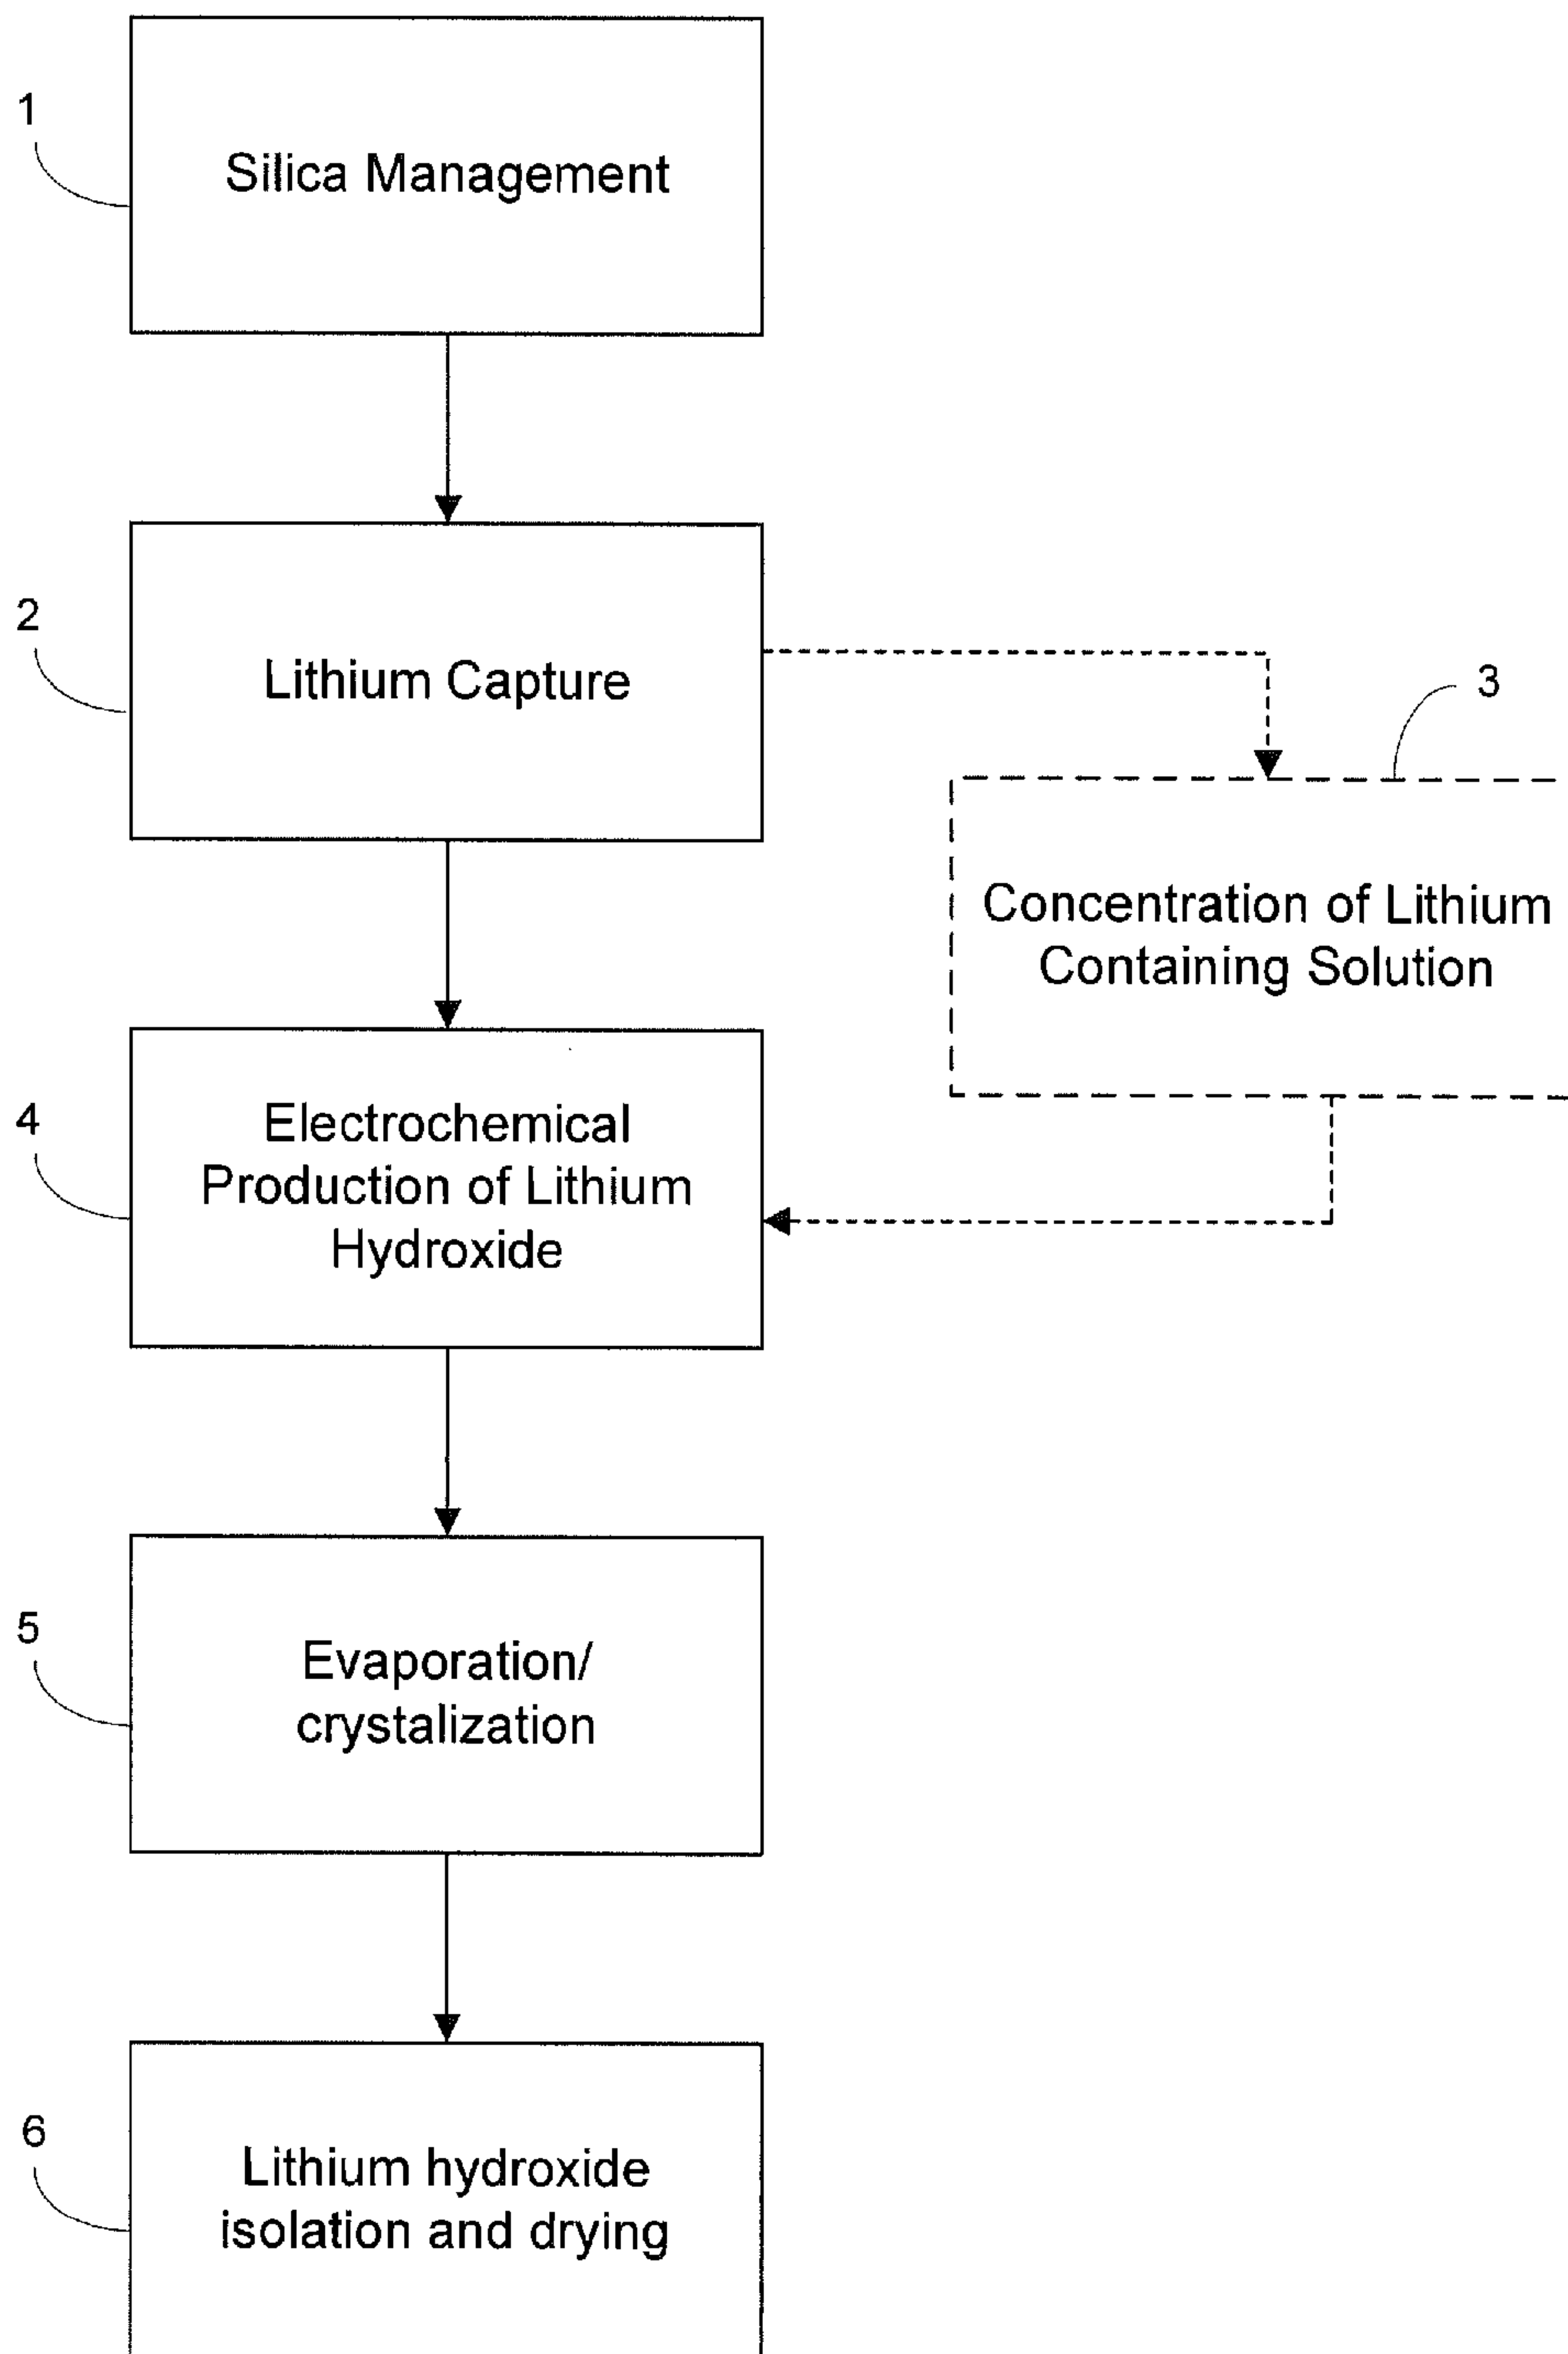 1
Silica Management
2
Lithium Capture
3
Concentration of Lithium
Containing Solution
4
Electrochemical
Production of Lithium
Hydroxide
5
Evaporation/
crystalization
6
Lithium hydroxide
isolation and drying